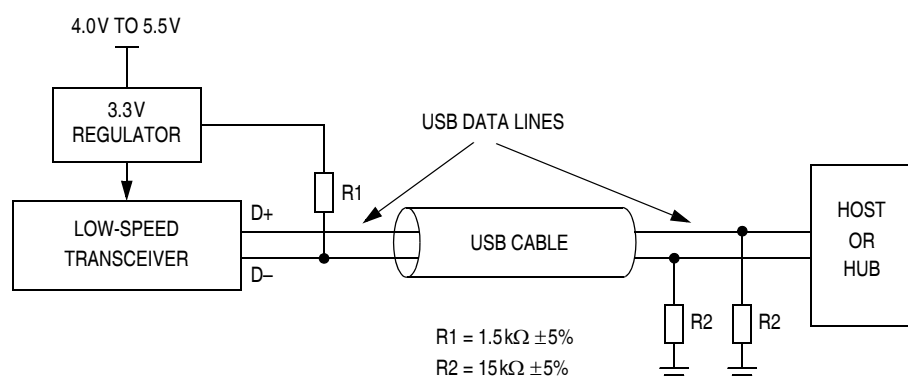 4.0V TO 5.5V
3.3V
REGULATOR
USB DATA LINES
R1
D+
LOW-SPEED
TRANSCEIVER
D–
USB CABLE
HOST
OR
HUB
R2
R2
R1 = 1.5kΩ ±5%
R2 = 15kΩ ±5%